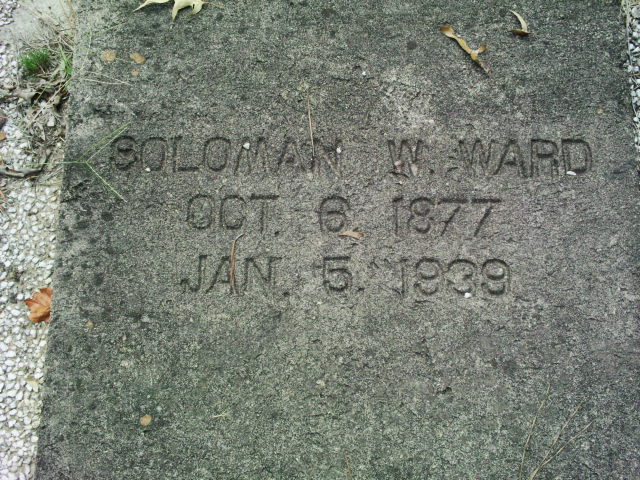 SOLOMAN W. WARD
OCT. 6. 1877
JAN. 5. 1939